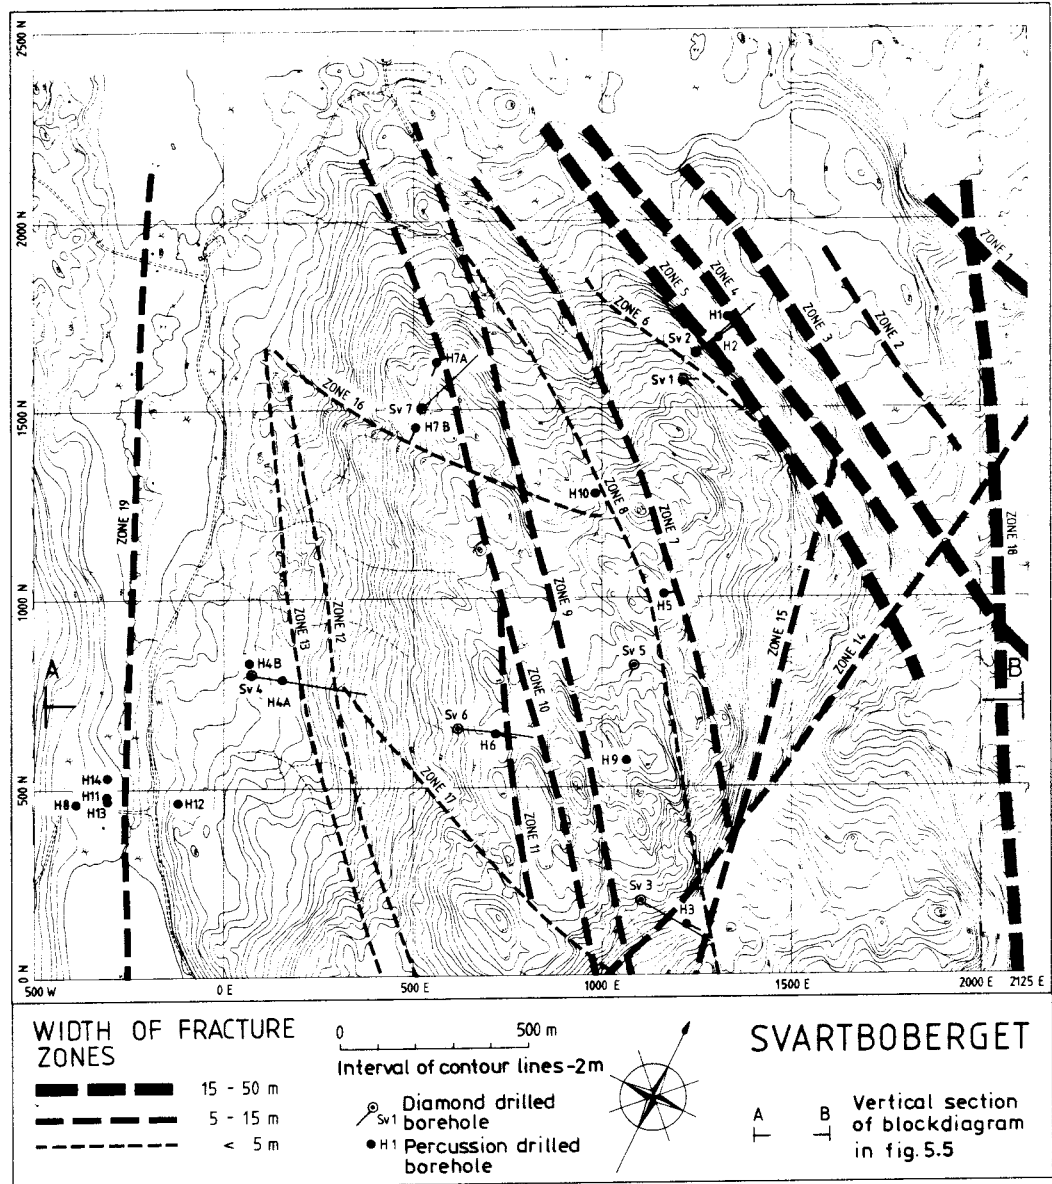 2500 N
2000 N
1500 N
1000 N
500 N
0 N
500 W
0 E
500 E
1000 E
1500 E
2000 E
2125 E
ZONE 1
ZONE 2
ZONE 3
ZONE 4
ZONE 5
ZONE 6
ZONE 7
ZONE 8
ZONE 9
ZONE 10
ZONE 11
ZONE 12
ZONE 13
ZONE 14
ZONE 15
ZONE 16
ZONE 17
ZONE 18
ZONE 19
H1
Sv 2
H2
Sv 1
H7A
Sv 7
H7 B
H10
H5
Sv 5
H4B
Sv 4
H4A
Sv 6
H6
H9
H14
H11
H8
H13
H12
Sv 3
H3
A
B
WIDTH OF FRACTURE
ZONES
15 - 50 m
5 - 15 m
< 5 m
0 500 m
Interval of contour lines-2m
Sv1 Diamond drilled
borehole
H1 Percussion drilled
borehole
SVARTBOBERGET
A B
Vertical section
of blockdiagram
in fig. 5.5